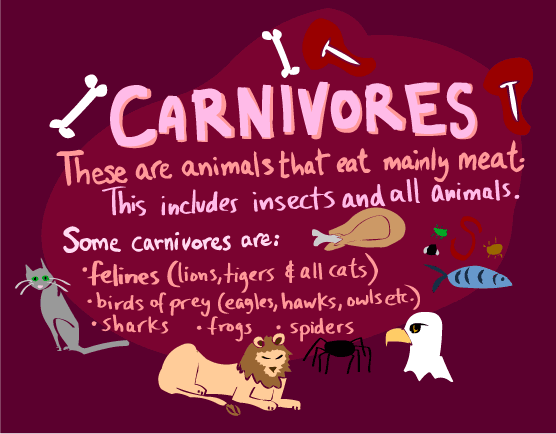 CARNIVORES
These are animals that eat mainly meat.
This includes insects and all animals.
Some carnivores are:
• felines (lions, tigers & all cats)
• birds of prey (eagles, hawks, owls etc.)
• sharks • frogs • spiders